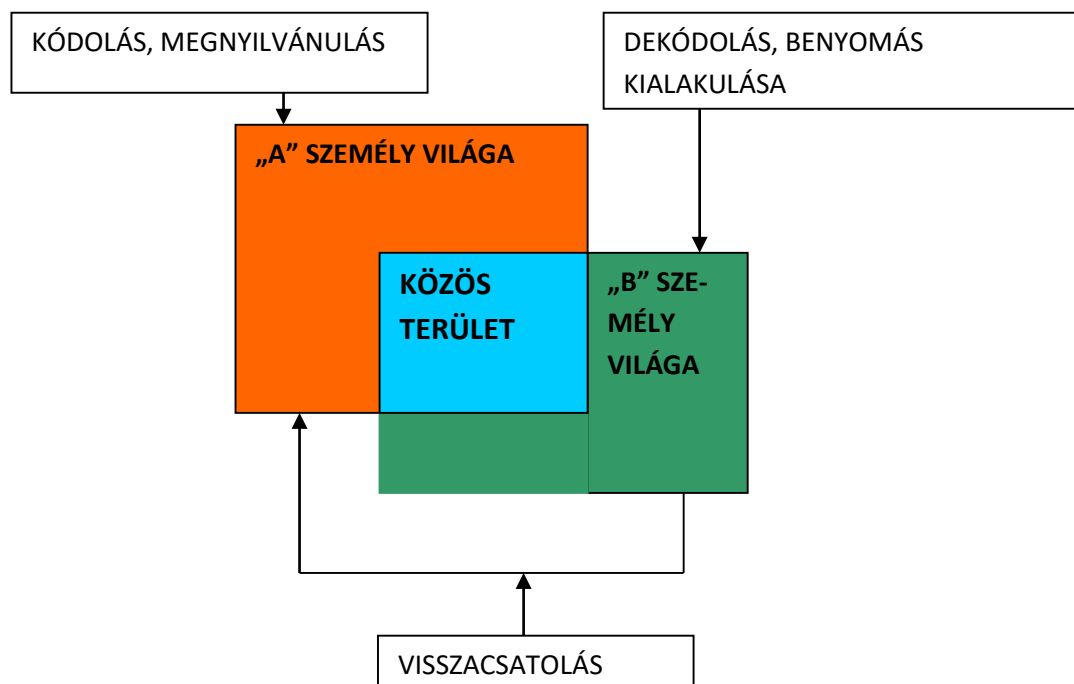 KÓDOLÁS, MEGNYILVÁNULÁS
DEKÓDOLÁS, BENYOMÁS
KIALAKULÁSA
„A” SZEMÉLY VILÁGA
KÖZÖS
TERÜLET
„B” SZE-
MÉLY
VILÁGA
VISSZACSATOLÁS